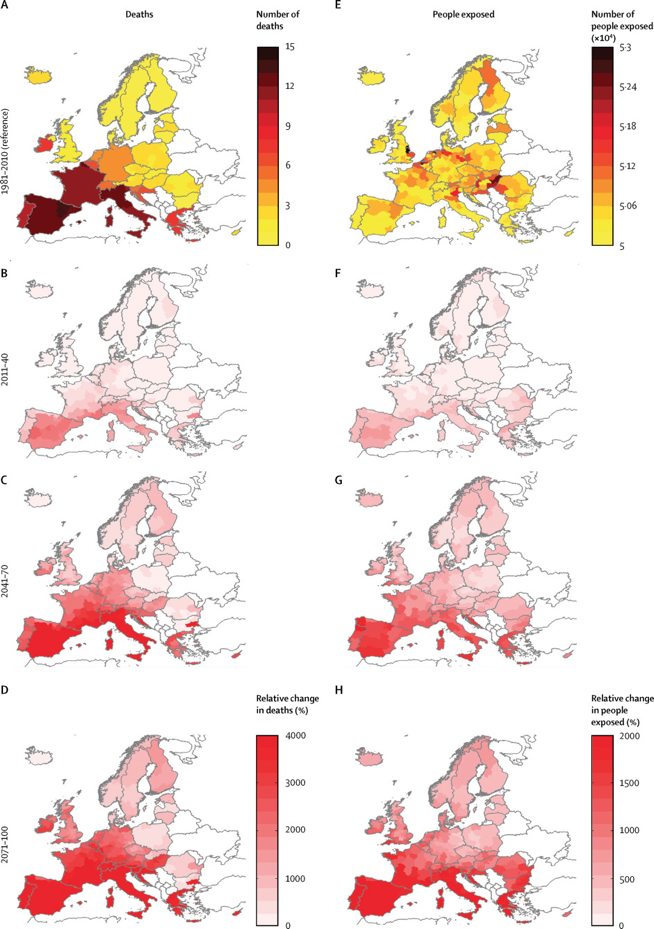 A
Deaths
Number of
deaths
15
12
9
6
3
0
1981–2010 (reference)
E
People exposed
Number of
people exposed
(×10⁴)
5·3
5·24
5·18
5·12
5·06
5
B
2011–40
F
C
2041–70
G
D
Relative change
in deaths (%)
4000
3000
2000
1000
0
2071–100
H
Relative change
in people
exposed (%)
2000
1500
1000
500
0